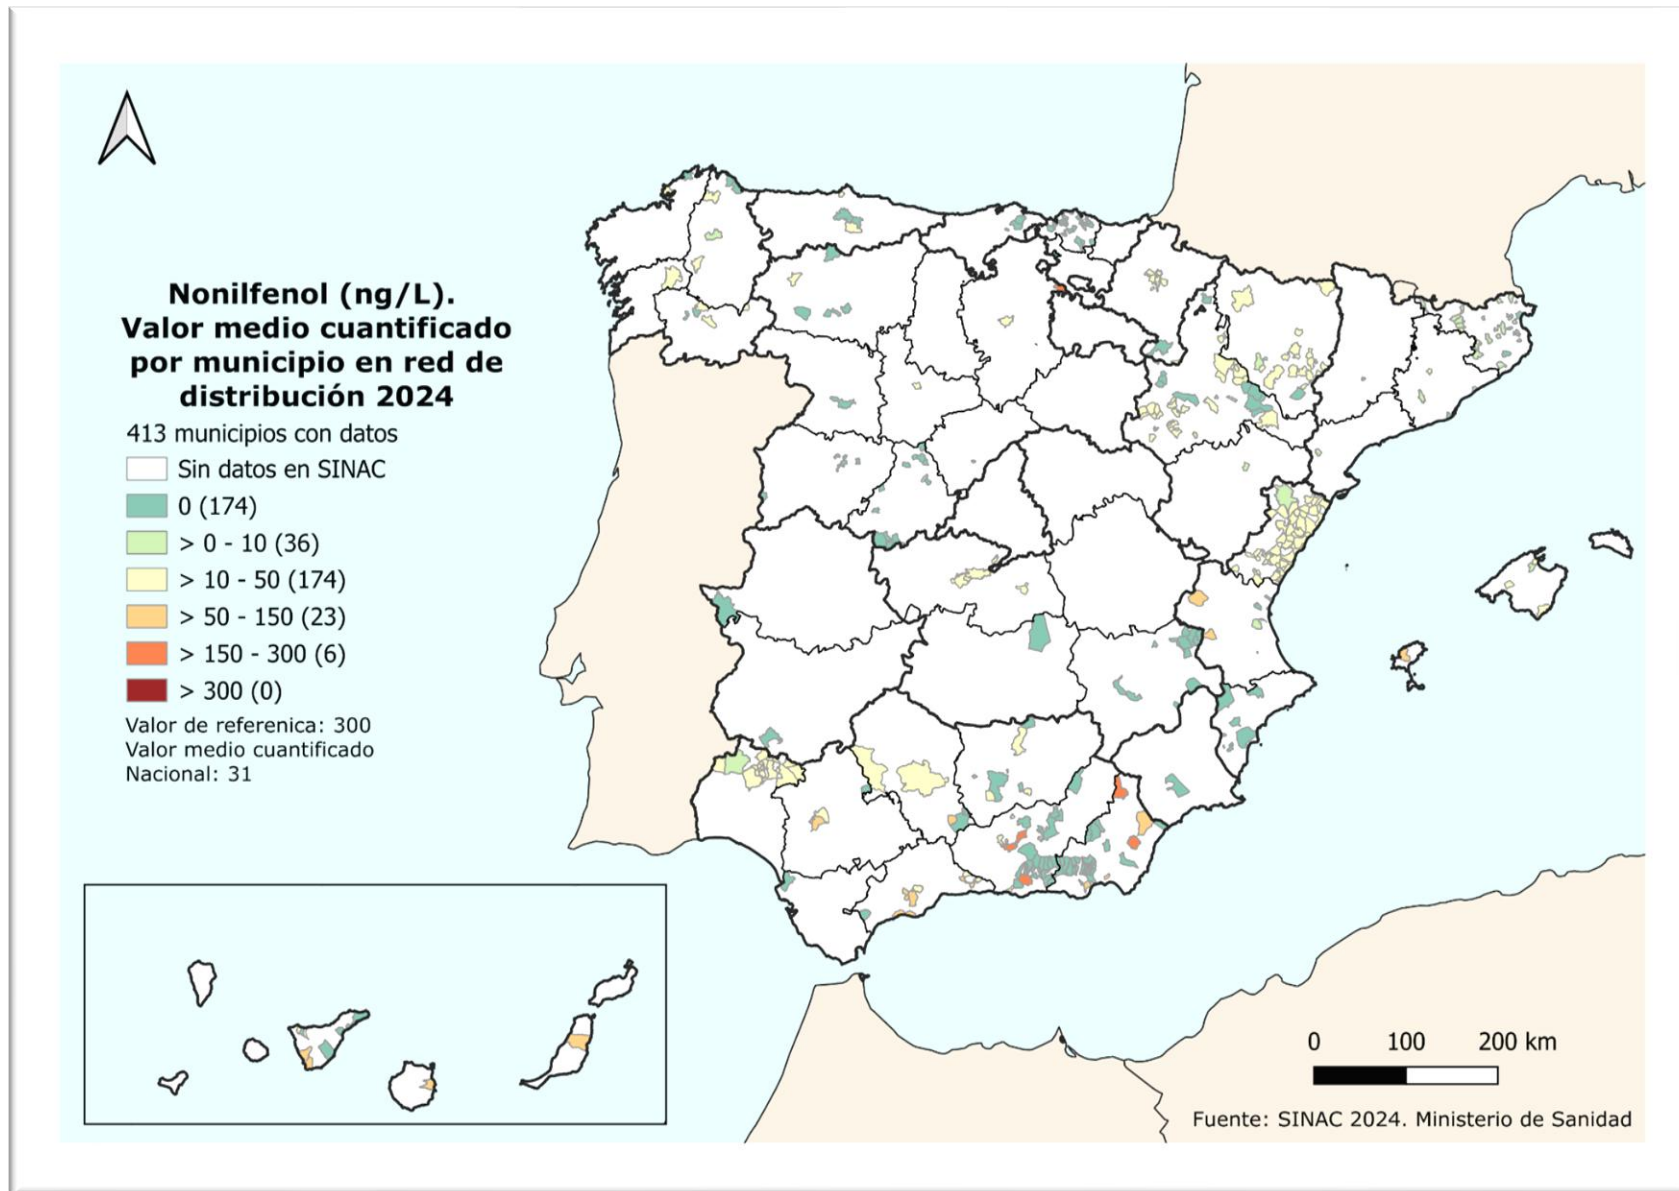 Nonilfenol (ng/L).
Valor medio cuantificado
por municipio en red de
distribución 2024
413 municipios con datos
Sin datos en SINAC
0 (174)
> 0 - 10 (36)
> 10 - 50 (174)
> 50 - 150 (23)
> 150 - 300 (6)
> 300 (0)
Valor de referenica: 300
Valor medio cuantificado
Nacional: 31
0 100 200 km
Fuente: SINAC 2024. Ministerio de Sanidad